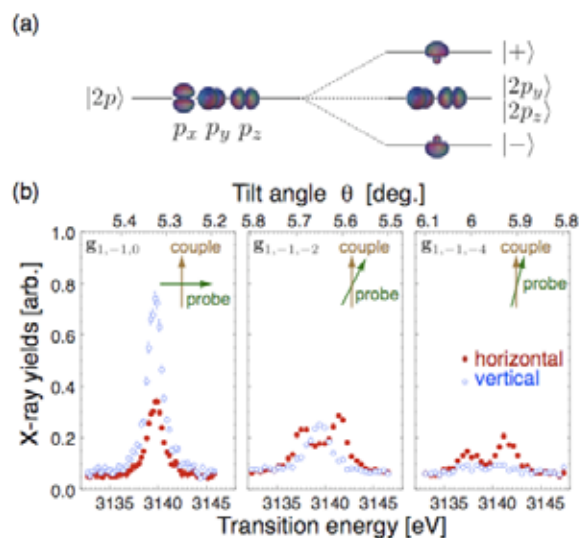 (a)
|+⟩
|2p⟩
|2p_y⟩
|2p_z⟩
p_x p_y p_z
|−⟩
(b)
Tilt angle θ [deg.]
5.4 5.3 5.2 5.8 5.7 5.6 5.5 6.1 6 5.9 5.8
1.0
0.8
0.6
0.4
0.2
0.0
X-ray yields [arb.]
g_{1,−1,0}
couple
probe
g_{1,−1,−2}
couple
probe
g_{1,−1,−4}
couple
probe
horizontal
vertical
3135 3140 3145 3135 3140 3145 3135 3140 3145
Transition energy [eV]